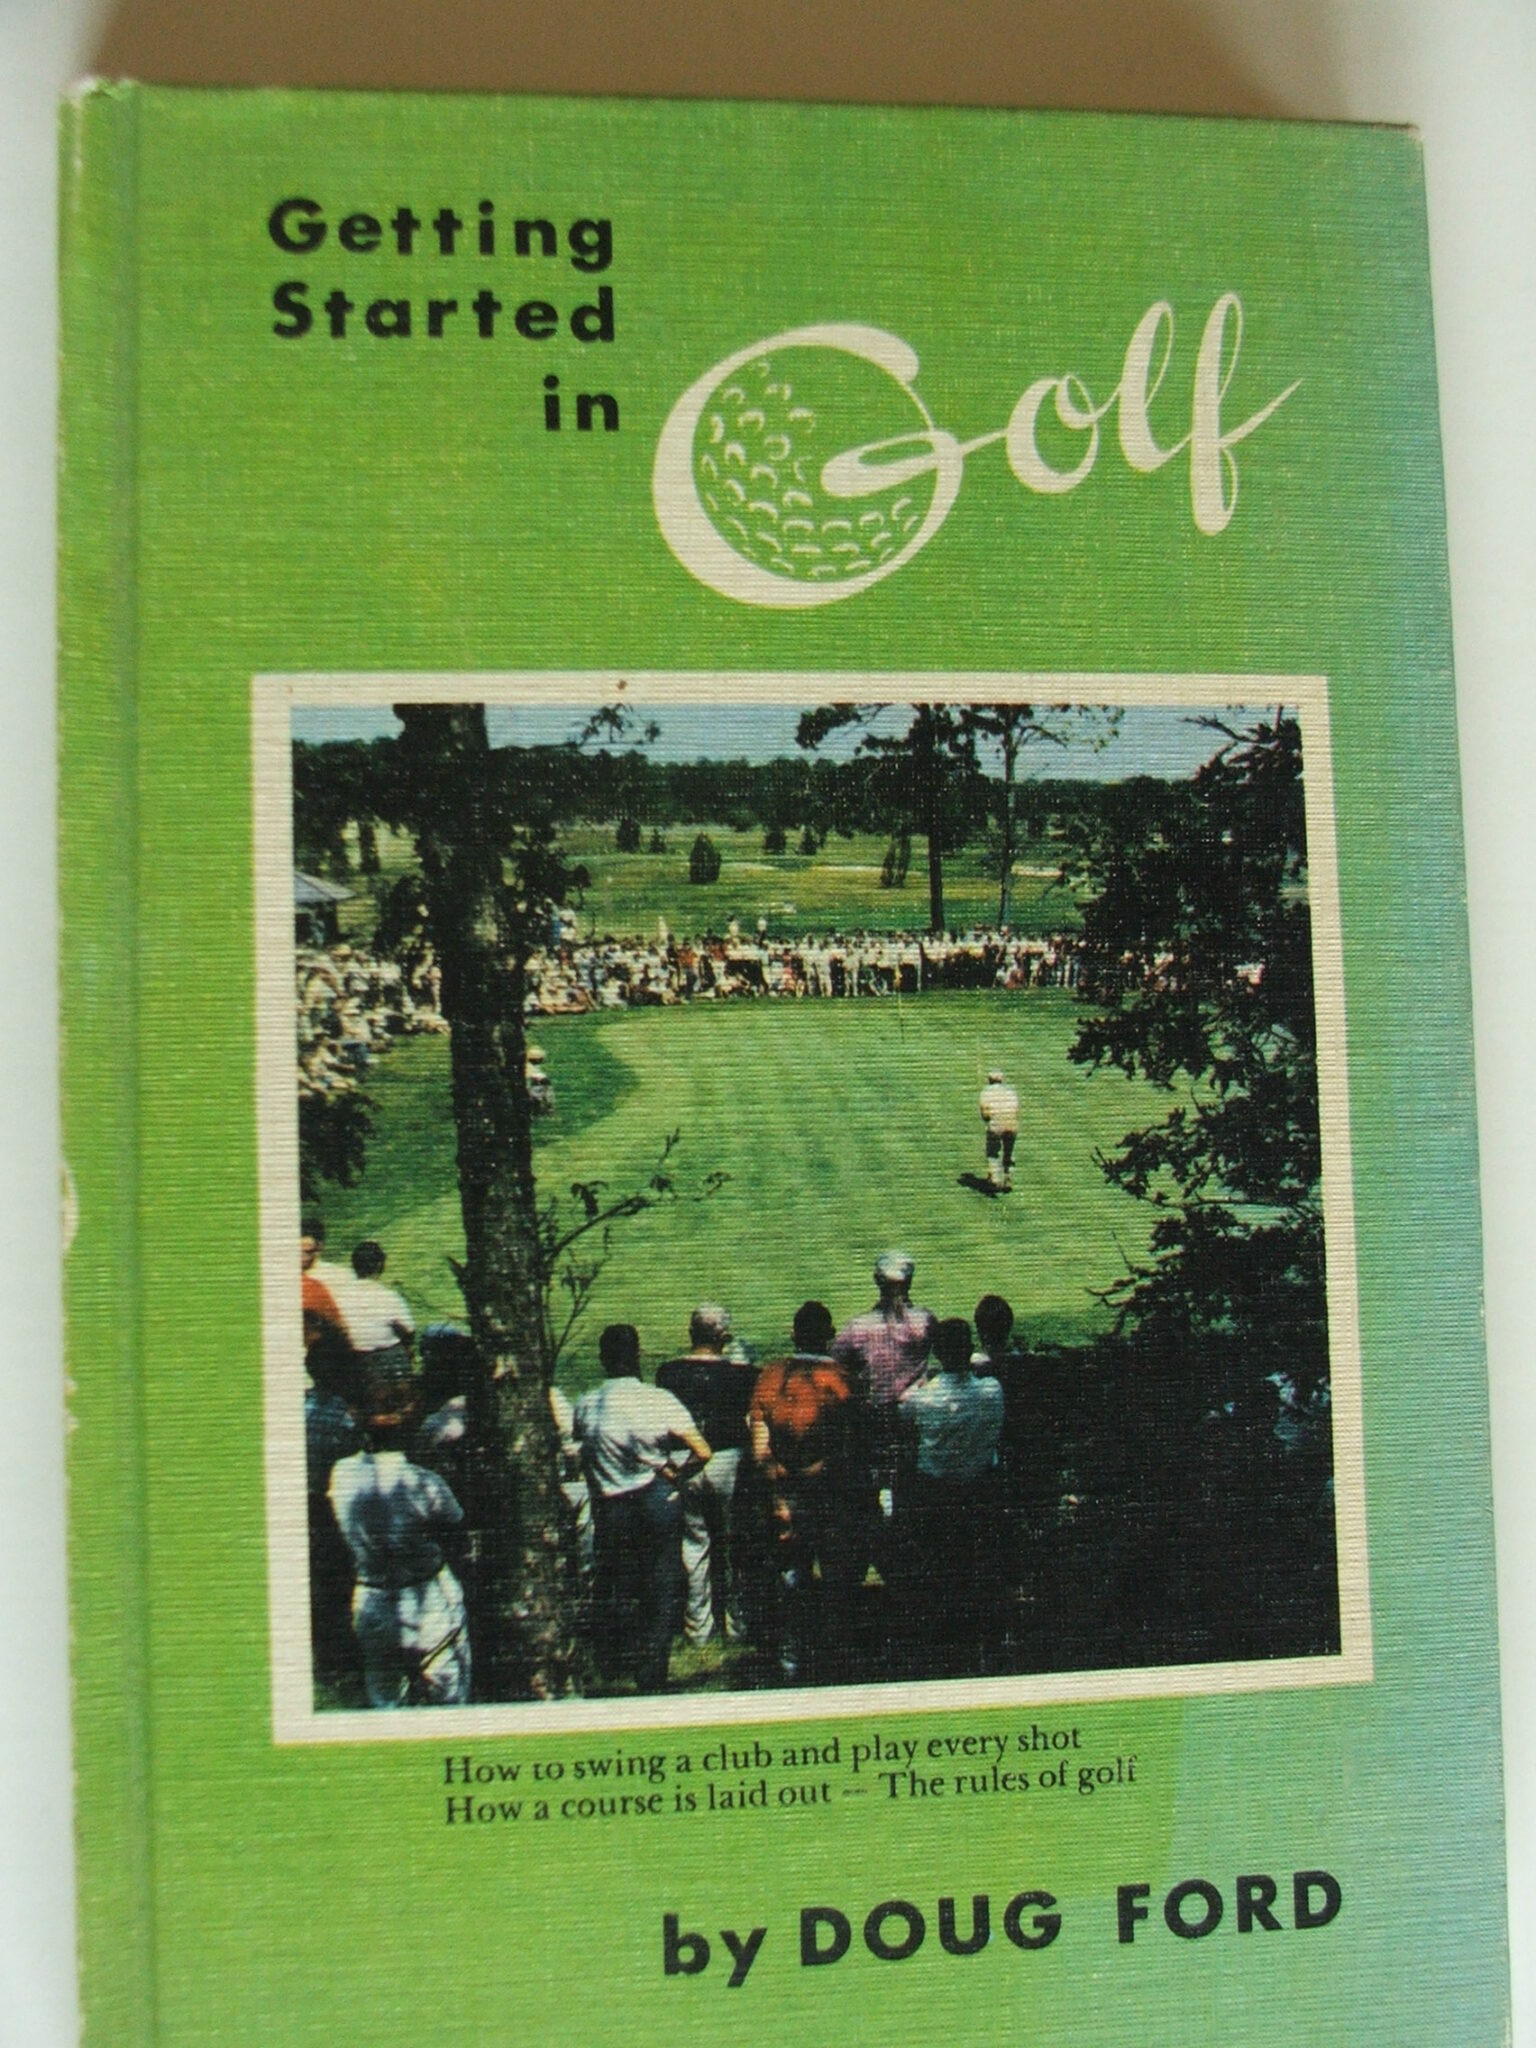 Getting
Started
in Golf
How to swing a club and play every shot
How a course is laid out — The rules of golf
by DOUG FORD